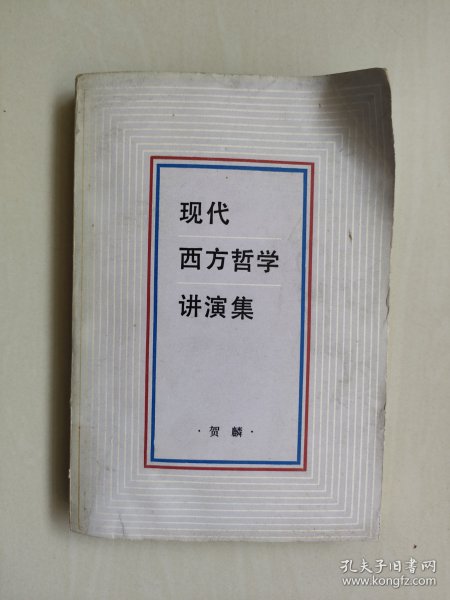 现代
西方哲学
讲演集
·贺 麟·
孔夫子旧书网
www.kongfz.com